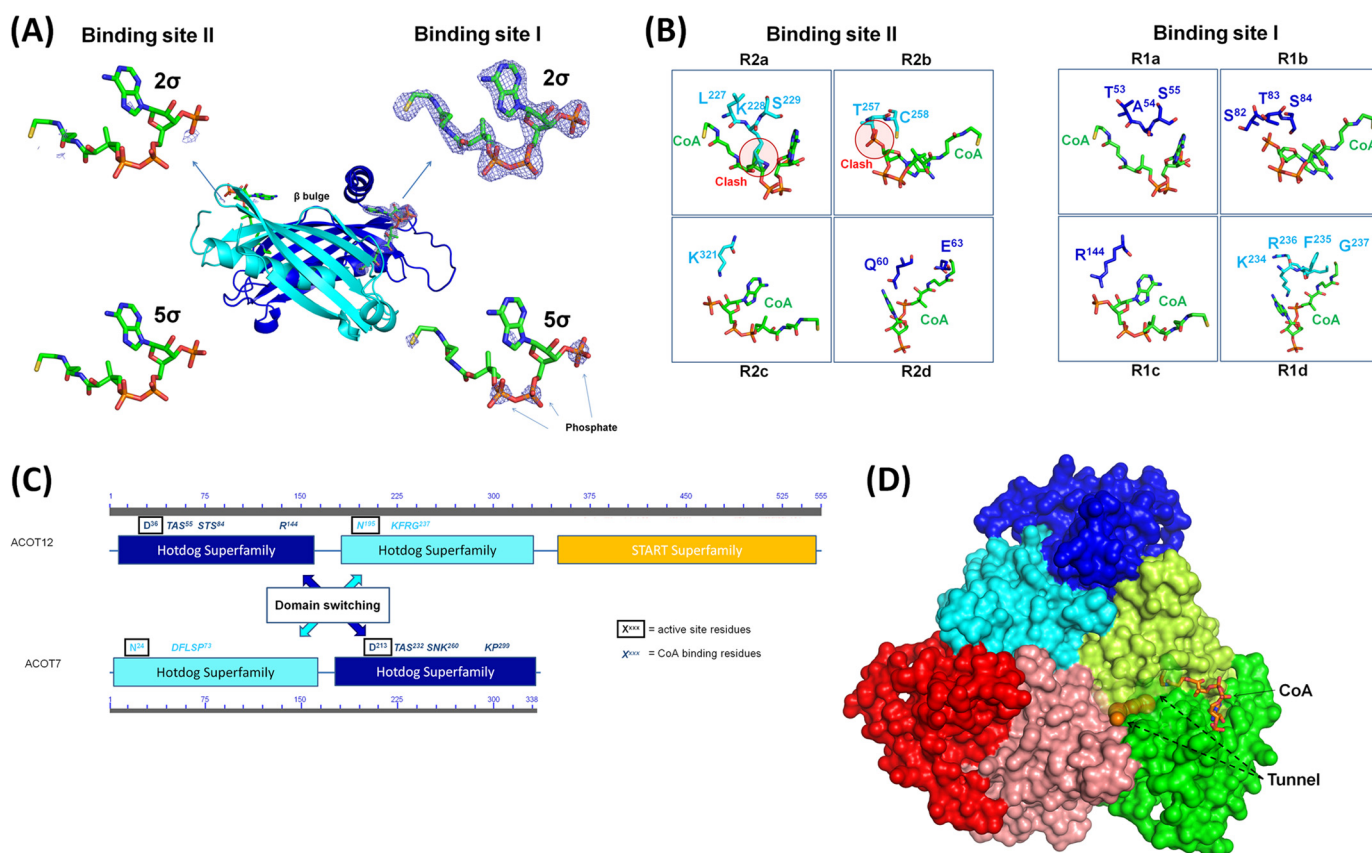 (A)
Binding site II
Binding site I
2σ
2σ
β bulge
5σ
5σ
Phosphate
(B)
Binding site II
Binding site I
R2a
R2b
R1a
R1b
L227
K228
S229
CoA
Clash
T257
C258
Clash
CoA
T53
A54
S55
S82
T83
S84
K321
CoA
Q60
E63
CoA
R144
K234
R236
F235
G237
CoA
R2c
R2d
R1c
R1d
(C)
1 75 150 225 300 375 450 555
ACOT12
D36 TAS55 STS84 R144 N195 KFRG237
Hotdog Superfamily
Hotdog Superfamily
START Superfamily
Domain switching
Xxxx = active site residues
Xxxx = CoA binding residues
ACOT7
N24 DFLSP73 D213 TAS232 SNK260 KP299
Hotdog Superfamily
Hotdog Superfamily
1 75 150 225 300 338
(D)
CoA
Tunnel